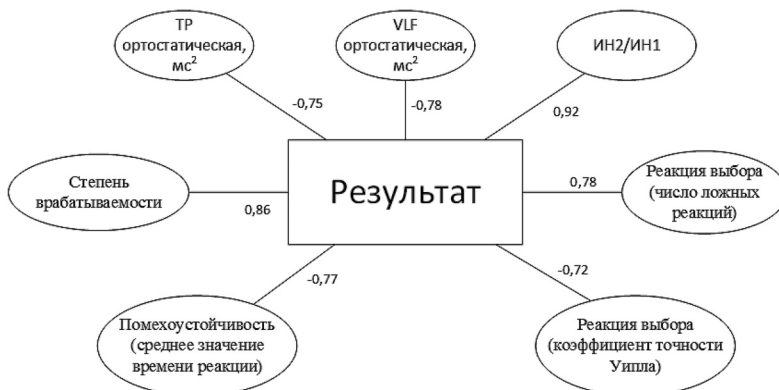 TP
ортостатическая,
мс²
VLF
ортостатическая,
мс²
ИН2/ИН1
-0,75
-0,78
0,92
Степень
врабатываемости
0,86
Результат
0,78
Реакция выбора
(число ложных
реакций)
-0,77
-0,72
Помехоустойчивость
(среднее значение
времени реакции)
Реакция выбора
(коэффициент точности
Уипла)